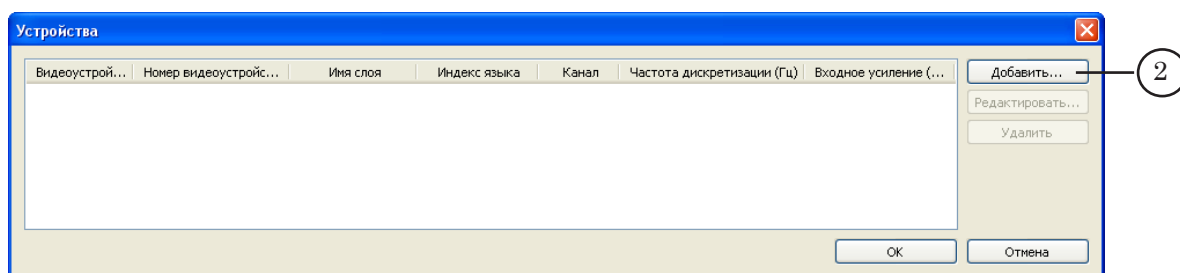 Устройства
Видеоустрой... Номер видеоустройс... Имя слоя Индекс языка Канал Частота дискретизации (Гц) Входное усиление (... Добавить... 2
Редактировать...
Удалить
ОК Отмена